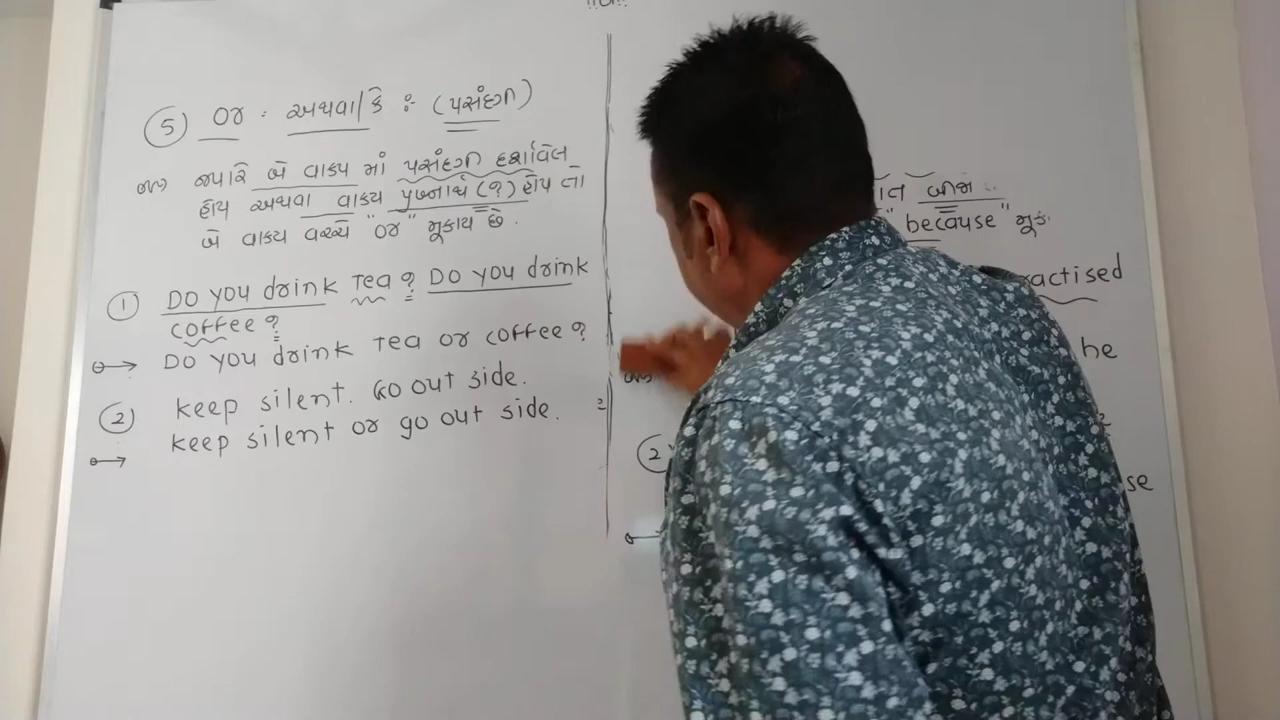 5 or : અથવા/કે : (પસંદગી)
જ્યારે બે વાક્ય માં પસંદગી દર્શાવેલ
હોય અથવા વાક્ય પ્રશ્નાર્થ (?) હોય તો
બે વાક્ય વચ્ચે "or" મૂકાય છે.
1 Do you drink Tea? Do you drink
coffee?
Do you drink Tea or coffee?
2 keep silent. Go out side.
keep silent or go out side.
"because"
he
2
se